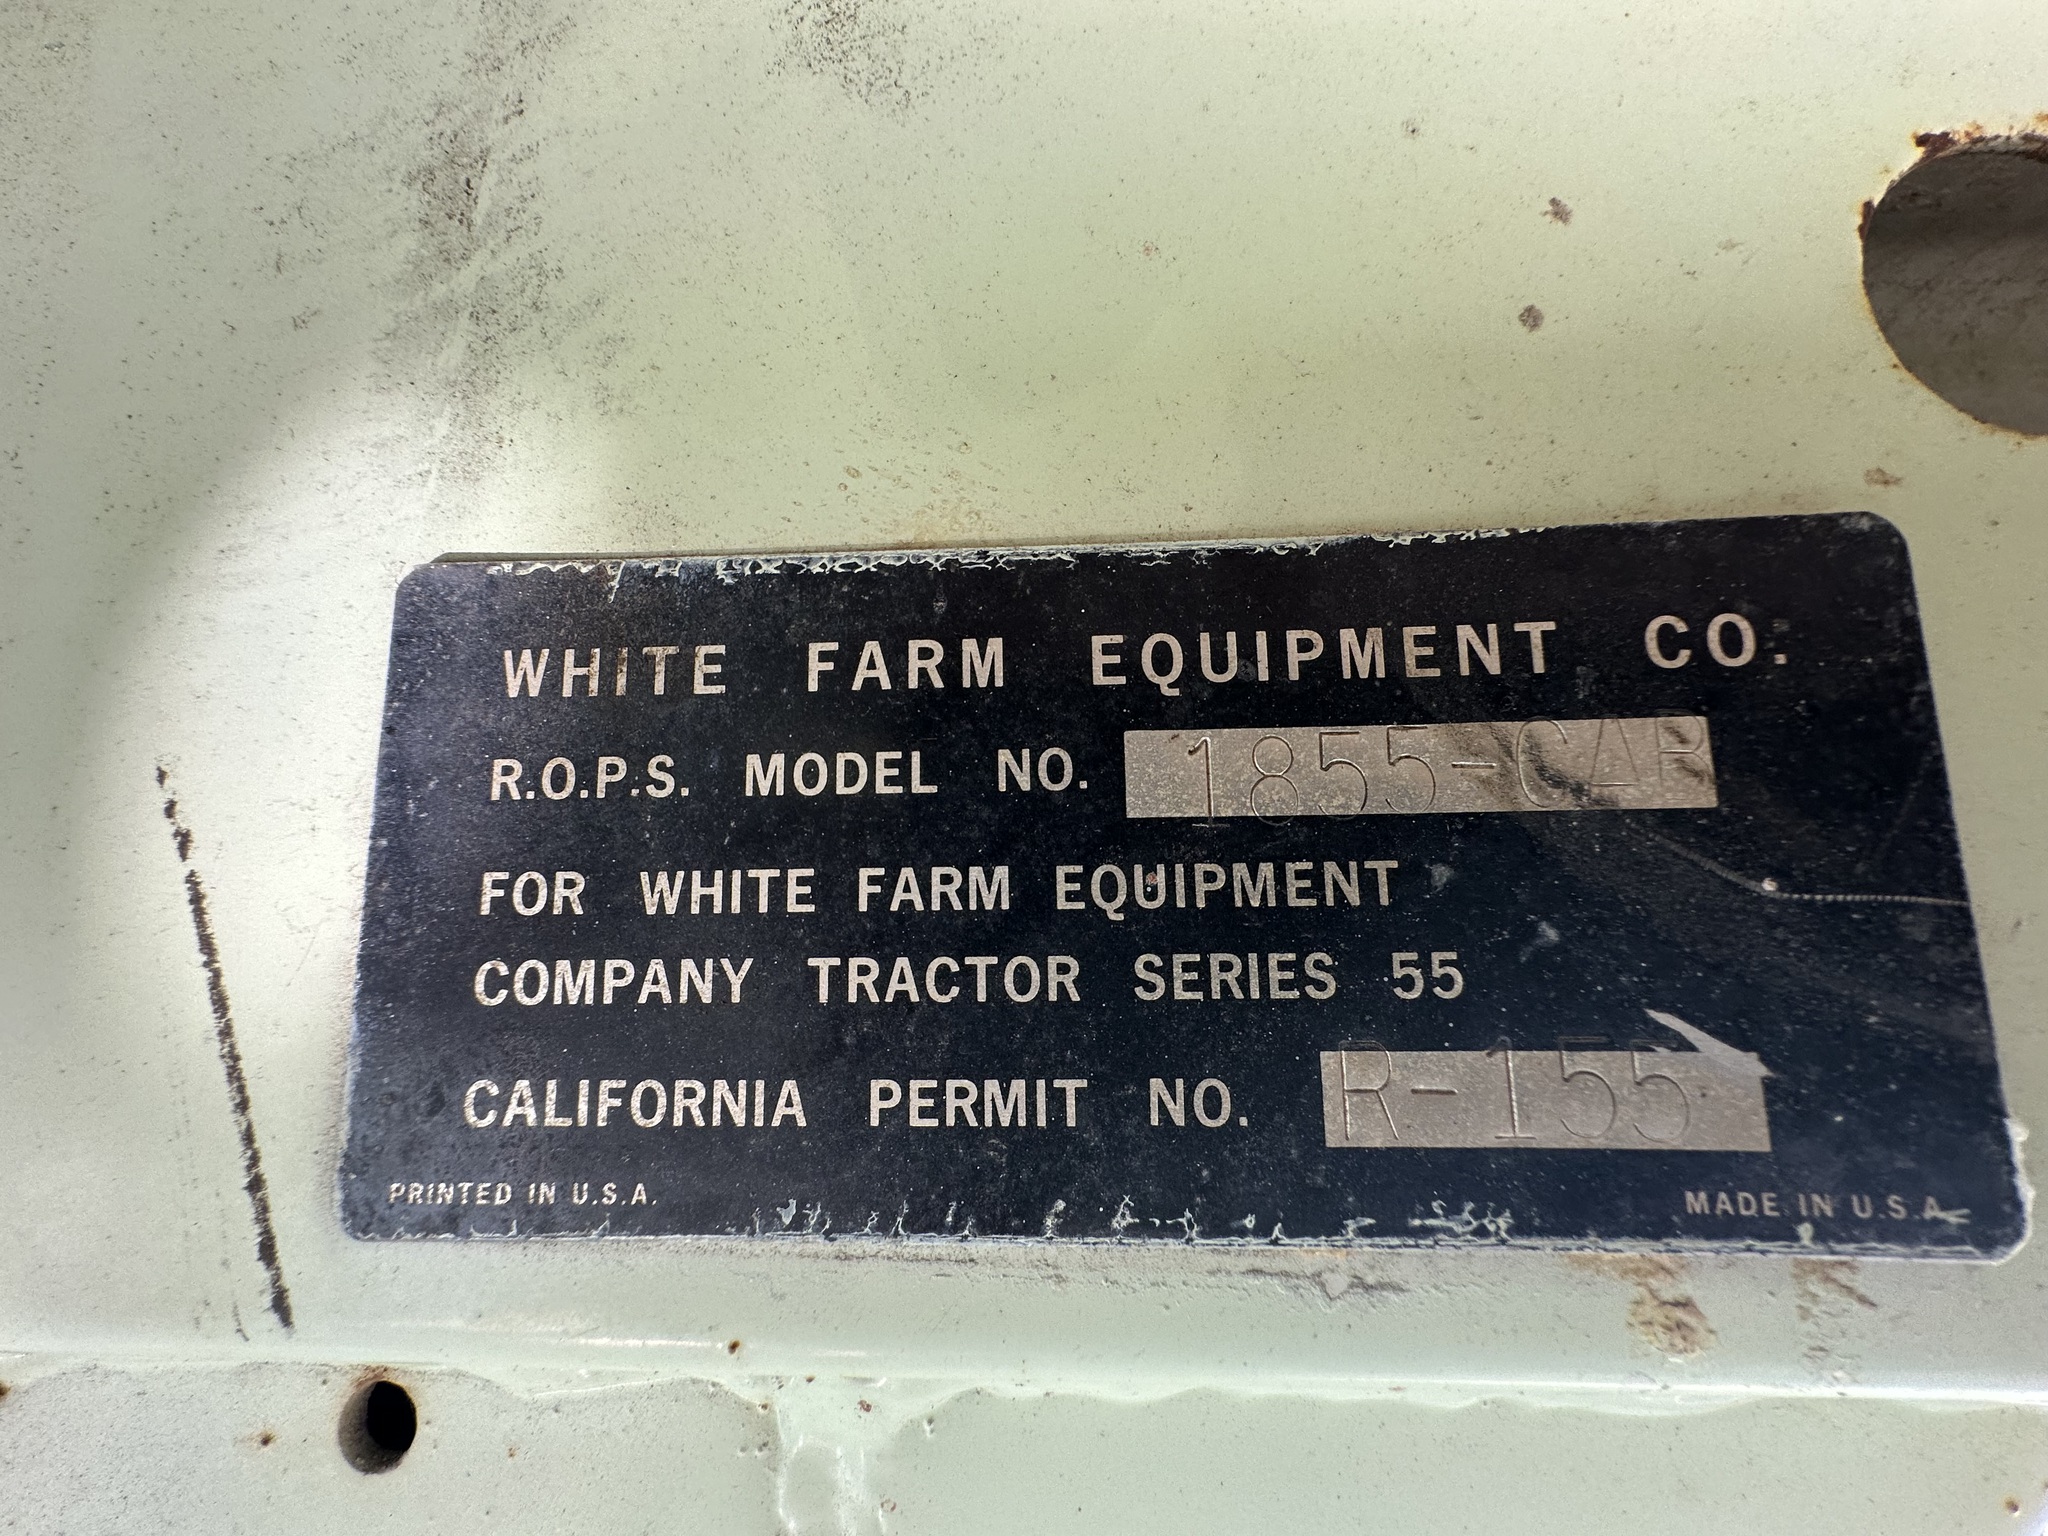 WHITE FARM EQUIPMENT CO.
R.O.P.S. MODEL NO. 1855-CAB
FOR WHITE FARM EQUIPMENT
COMPANY TRACTOR SERIES 55
CALIFORNIA PERMIT NO. R-155
PRINTED IN U.S.A. MADE IN U.S.A.